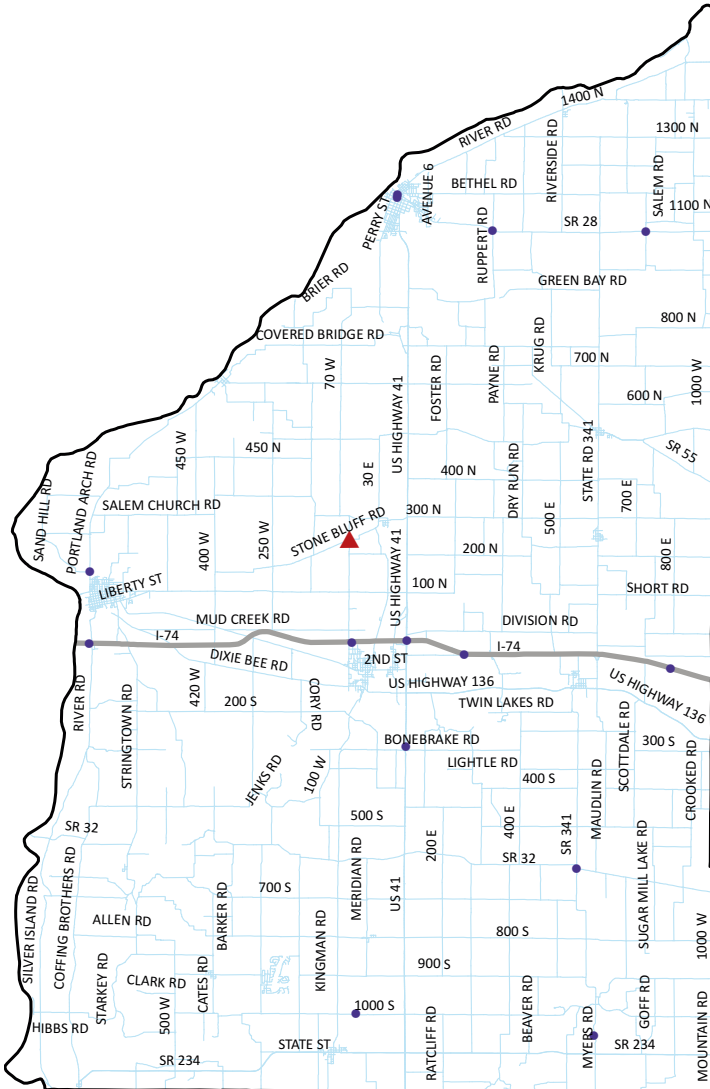 1400 N
RIVER RD
1300 N
RIVERSIDE RD
AVENUE 6
BETHEL RD
SALEM RD
1100 N
PERRY ST
SR 28
RUPPERT RD
BRIER RD
GREEN BAY RD
800 N
COVERED BRIDGE RD
70 W
US HIGHWAY 41
FOSTER RD
PAYNE RD
KRUG RD
700 N
600 N
1000 W
450 W
450 N
STATE RD 341
SR 55
SAND HILL RD
PORTLAND ARCH RD
SALEM CHURCH RD
30 E
400 N
DRY RUN RD
700 E
300 N
500 E
400 W
250 W
STONE BLUFF RD
200 N
800 E
LIBERTY ST
US HIGHWAY 41
100 N
SHORT RD
MUD CREEK RD
DIVISION RD
I-74
I-74
DIXIE BEE RD
2ND ST
US HIGHWAY 136
US HIGHWAY 136
RIVER RD
STRINGTOWN RD
420 W
200 S
CORY RD
TWIN LAKES RD
BONEBRAKE RD
SCOTTDALE RD
300 S
LIGHTLE RD
JENKS RD
100 W
400 S
MAUDLIN RD
CROOKED RD
500 S
SR 32
200 E
400 E
SR 341
SR 32
SILVER ISLAND RD
COFFING BROTHERS RD
700 S
MERIDIAN RD
US 41
SUGAR MILL LAKE RD
ALLEN RD
BARKER RD
KINGMAN RD
800 S
1000 W
900 S
STARKEY RD
CLARK RD
CATES RD
500 W
1000 S
BEAVER RD
GOFF RD
HIBBS RD
STATE ST
RATCLIFF RD
MYERS RD
SR 234
MOUNTAIN RD
SR 234